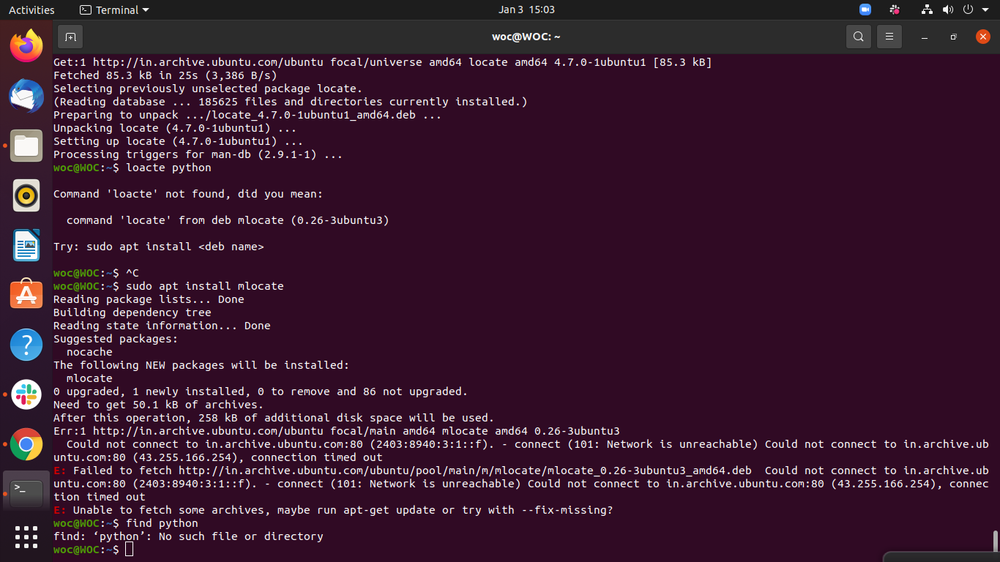 Activities
Terminal
Jan 3 15:03
woc@WOC: ~
Get:1 http://in.archive.ubuntu.com/ubuntu focal/universe amd64 locate amd64 4.7.0-1ubuntu1 [85.3 kB]
Fetched 85.3 kB in 25s (3,386 B/s)
Selecting previously unselected package locate.
(Reading database ... 185625 files and directories currently installed.)
Preparing to unpack .../locate_4.7.0-1ubuntu1_amd64.deb ...
Unpacking locate (4.7.0-1ubuntu1) ...
Setting up locate (4.7.0-1ubuntu1) ...
Processing triggers for man-db (2.9.1-1) ...
woc@WOC:~$ loacte python
Command 'loacte' not found, did you mean:
command 'locate' from deb mlocate (0.26-3ubuntu3)
Try: sudo apt install <deb name>
woc@WOC:~$ ^C
woc@WOC:~$ sudo apt install mlocate
Reading package lists... Done
Building dependency tree
Reading state information... Done
Suggested packages:
nocache
The following NEW packages will be installed:
mlocate
0 upgraded, 1 newly installed, 0 to remove and 86 not upgraded.
Need to get 50.1 kB of archives.
After this operation, 258 kB of additional disk space will be used.
Err:1 http://in.archive.ubuntu.com/ubuntu focal/main amd64 mlocate amd64 0.26-3ubuntu3
Could not connect to in.archive.ubuntu.com:80 (2403:8940:3:1::f). - connect (101: Network is unreachable) Could not connect to in.archive.ub
untu.com:80 (43.255.166.254), connection timed out
E: Failed to fetch http://in.archive.ubuntu.com/ubuntu/pool/main/m/mlocate/mlocate_0.26-3ubuntu3_amd64.deb Could not connect to in.archive.ub
untu.com:80 (2403:8940:3:1::f). - connect (101: Network is unreachable) Could not connect to in.archive.ubuntu.com:80 (43.255.166.254), connec
tion timed out
E: Unable to fetch some archives, maybe run apt-get update or try with --fix-missing?
woc@WOC:~$ find python
find: ‘python’: No such file or directory
woc@WOC:~$